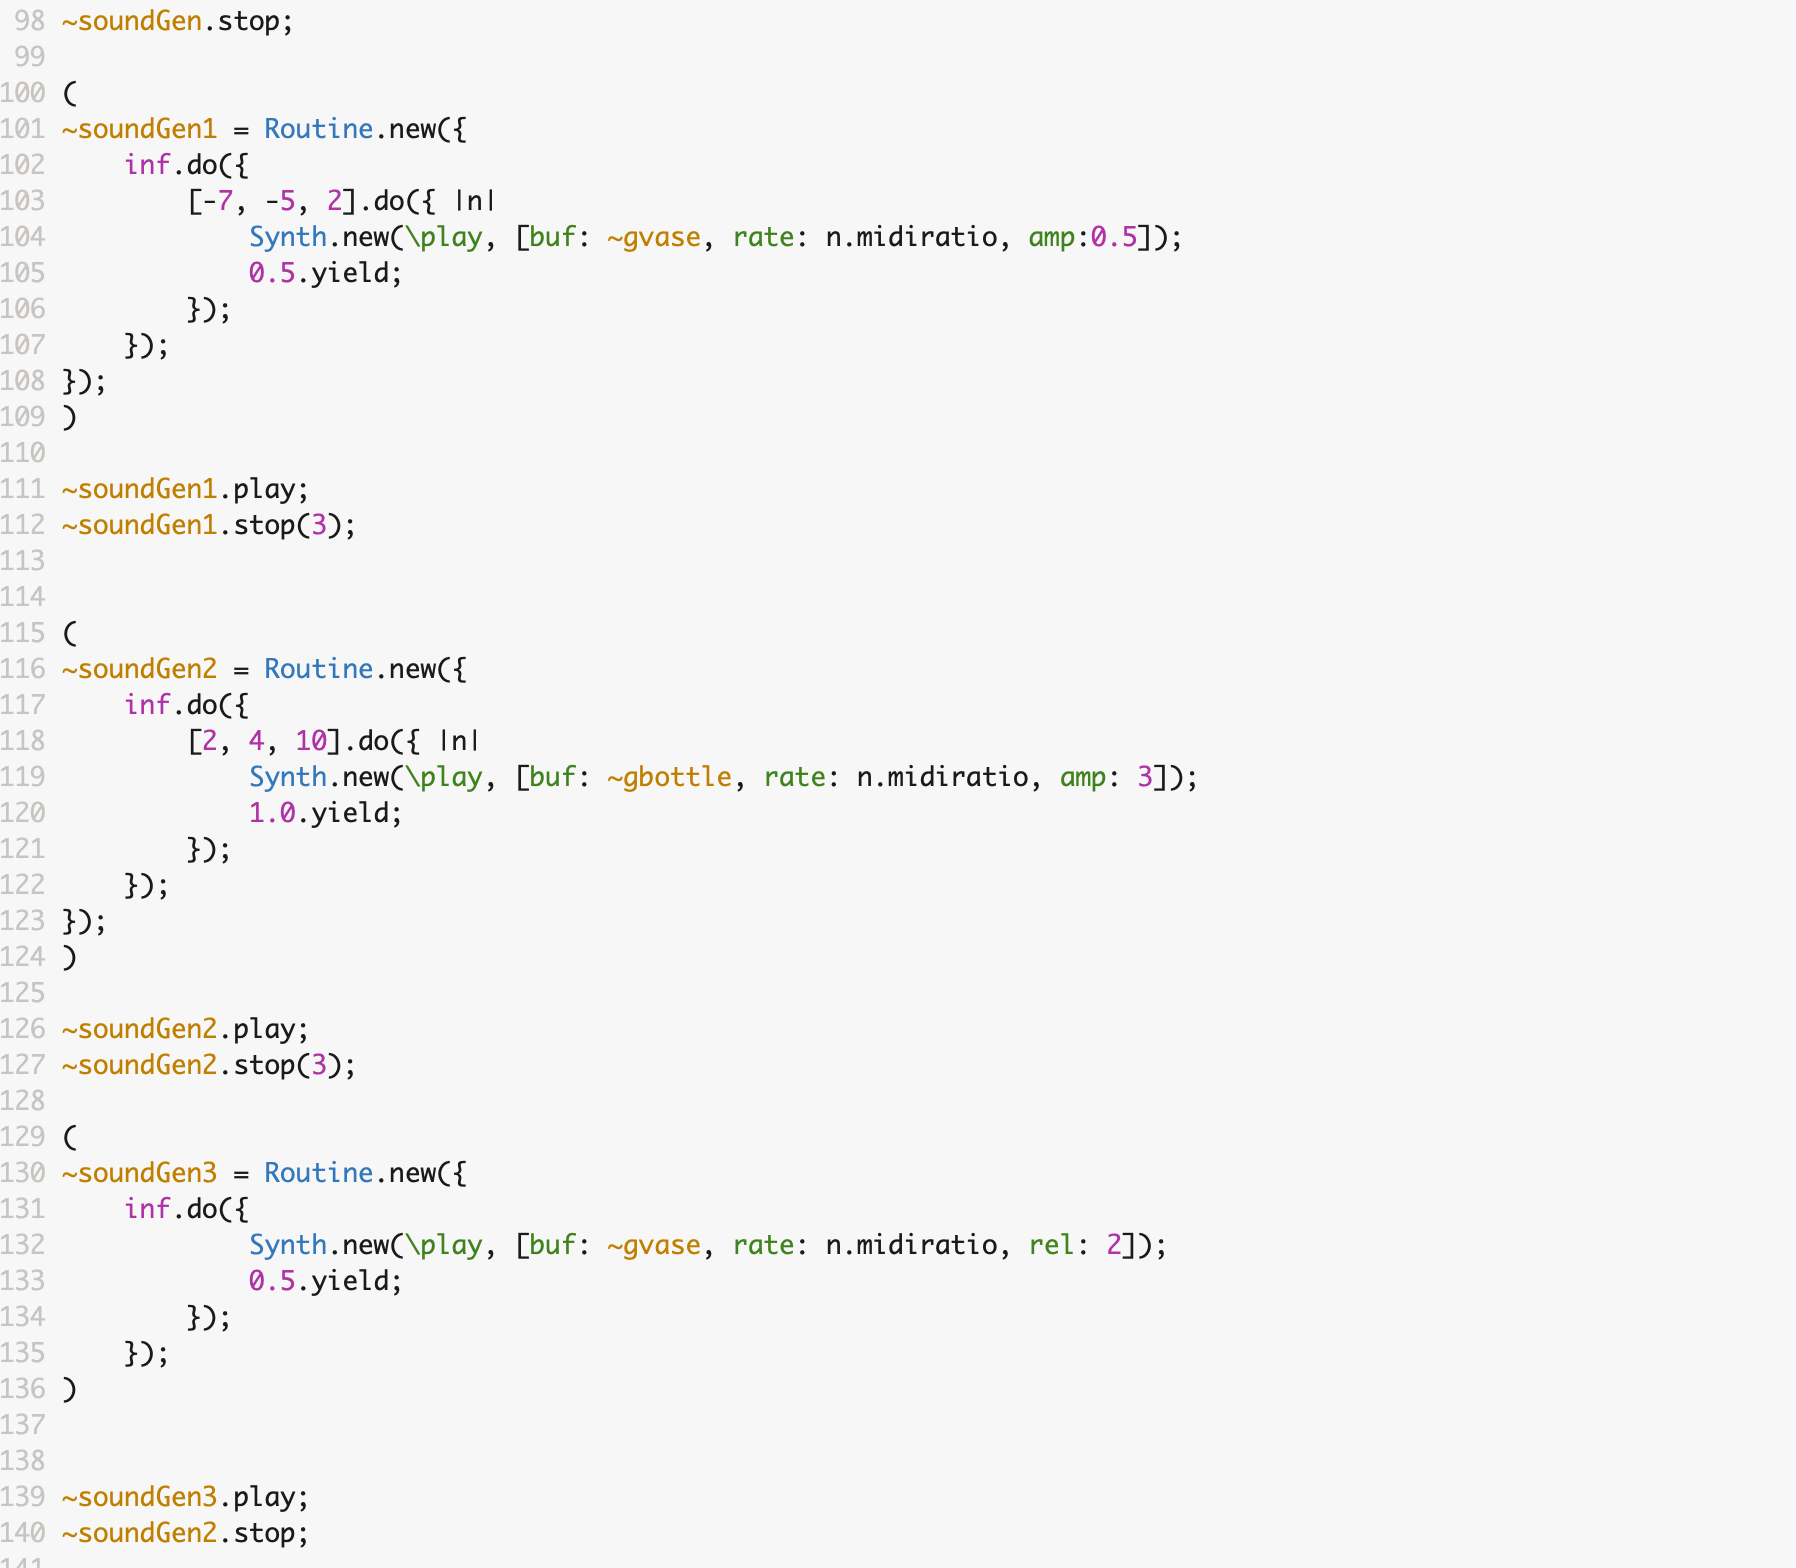 98 ~soundGen.stop;
99
100 (
101 ~soundGen1 = Routine.new({
102     inf.do({
103         [-7, -5, 2].do({ |n|
104             Synth.new(\play, [buf: ~gvase, rate: n.midiratio, amp:0.5]);
105             0.5.yield;
106         });
107     });
108 });
109 )
110
111 ~soundGen1.play;
112 ~soundGen1.stop(3);
113
114
115 (
116 ~soundGen2 = Routine.new({
117     inf.do({
118         [2, 4, 10].do({ |n|
119             Synth.new(\play, [buf: ~gbottle, rate: n.midiratio, amp: 3]);
120             1.0.yield;
121         });
122     });
123 });
124 )
125
126 ~soundGen2.play;
127 ~soundGen2.stop(3);
128
129 (
130 ~soundGen3 = Routine.new({
131     inf.do({
132             Synth.new(\play, [buf: ~gvase, rate: n.midiratio, rel: 2]);
133             0.5.yield;
134         });
135     });
136 )
137
138
139 ~soundGen3.play;
140 ~soundGen2.stop;
141